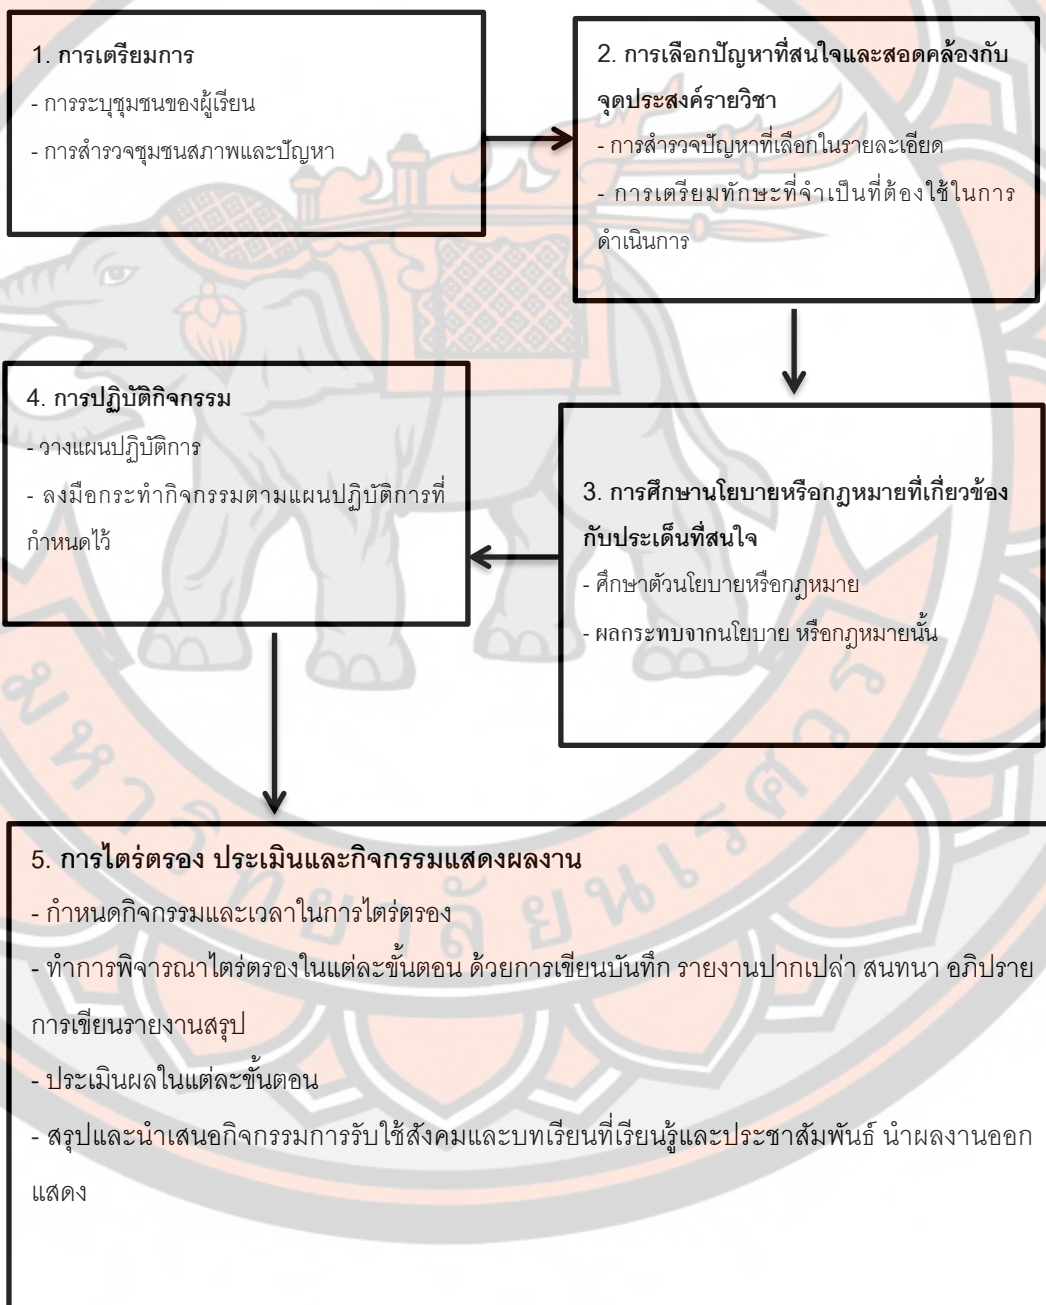 1. การเตรียมการ
- การระบุชุมชนของผู้เรียน
- การสำรวจชุมชนสภาพและปัญหา
2. การเลือกปัญหาที่สนใจและสอดคล้องกับ
จุดประสงค์รายวิชา
- การสำรวจปัญหาที่เลือกในรายละเอียด
- การเตรียมทักษะที่จำเป็นที่ต้องใช้ในการ
ดำเนินการ
3. การศึกษานโยบายหรือกฎหมายที่เกี่ยวข้อง
กับประเด็นที่สนใจ
- ศึกษาตัวนโยบายหรือกฎหมาย
- ผลกระทบจากนโยบาย หรือกฎหมายนั้น
4. การปฏิบัติกิจกรรม
- วางแผนปฏิบัติการ
- ลงมือกระทำกิจกรรมตามแผนปฏิบัติการที่
กำหนดไว้
5. การไตร่ตรอง ประเมินและกิจกรรมแสดงผลงาน
- กำหนดกิจกรรมและเวลาในการไตร่ตรอง
- ทำการพิจารณาไตร่ตรองในแต่ละขั้นตอน ด้วยการเขียนบันทึก รายงานปากเปล่า สนทนา อภิปราย
การเขียนรายงานสรุป
- ประเมินผลในแต่ละขั้นตอน
- สรุปและนำเสนอกิจกรรมการรับใช้สังคมและบทเรียนที่เรียนรู้และประชาสัมพันธ์ นำผลงานออก
แสดง
มหาวิทยาลัยนเรศวร